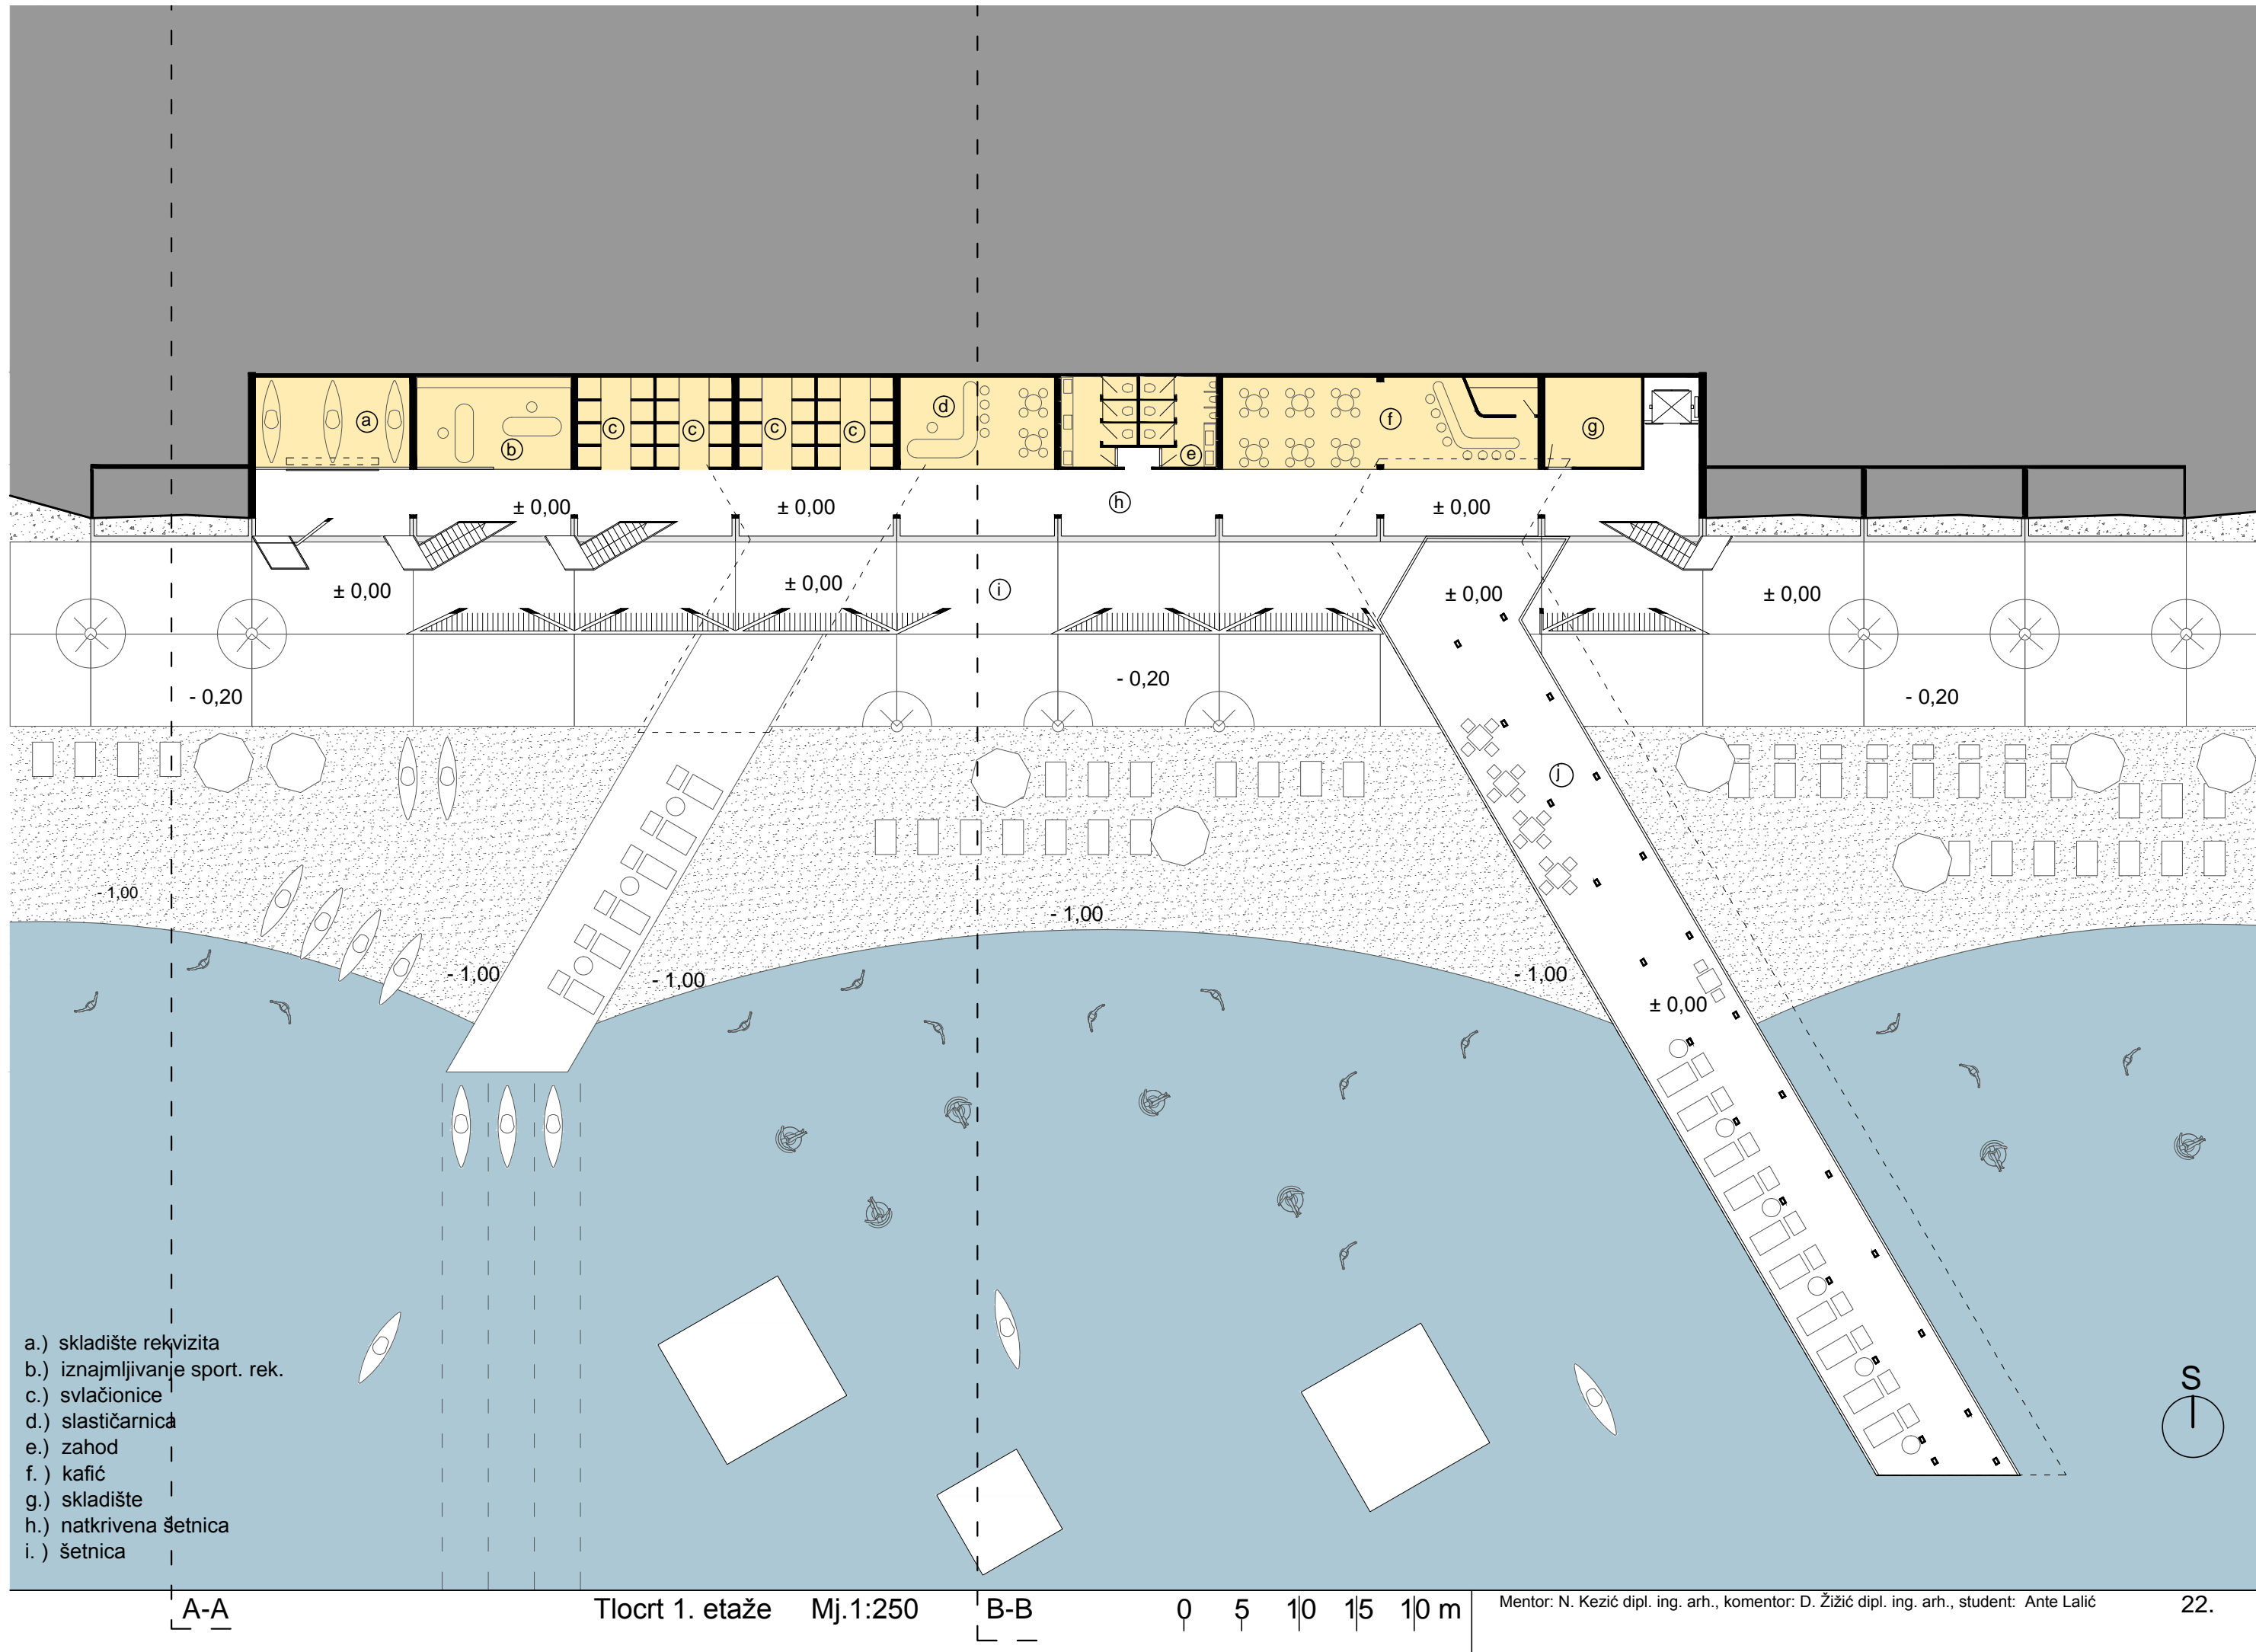 a
b
c
c
c
c
d
e
f
g
h
± 0,00
± 0,00
± 0,00
± 0,00
± 0,00
i
± 0,00
± 0,00
- 0,20
- 0,20
- 0,20
j
- 1,00
- 1,00
- 1,00
- 1,00
- 1,00
± 0,00
a.) skladište rekvizita
b.) iznajmljivanje sport. rek.
c.) svlačionice
d.) slastičarnica
e.) zahod
f. ) kafić
g.) skladište
h.) natkrivena šetnica
i. ) šetnica
S
A-A
Tlocrt 1. etaže Mj.1:250
B-B
0 5 10 15 10 m
Mentor: N. Kezić dipl. ing. arh., komentor: D. Žižić dipl. ing. arh., student: Ante Lalić
22.